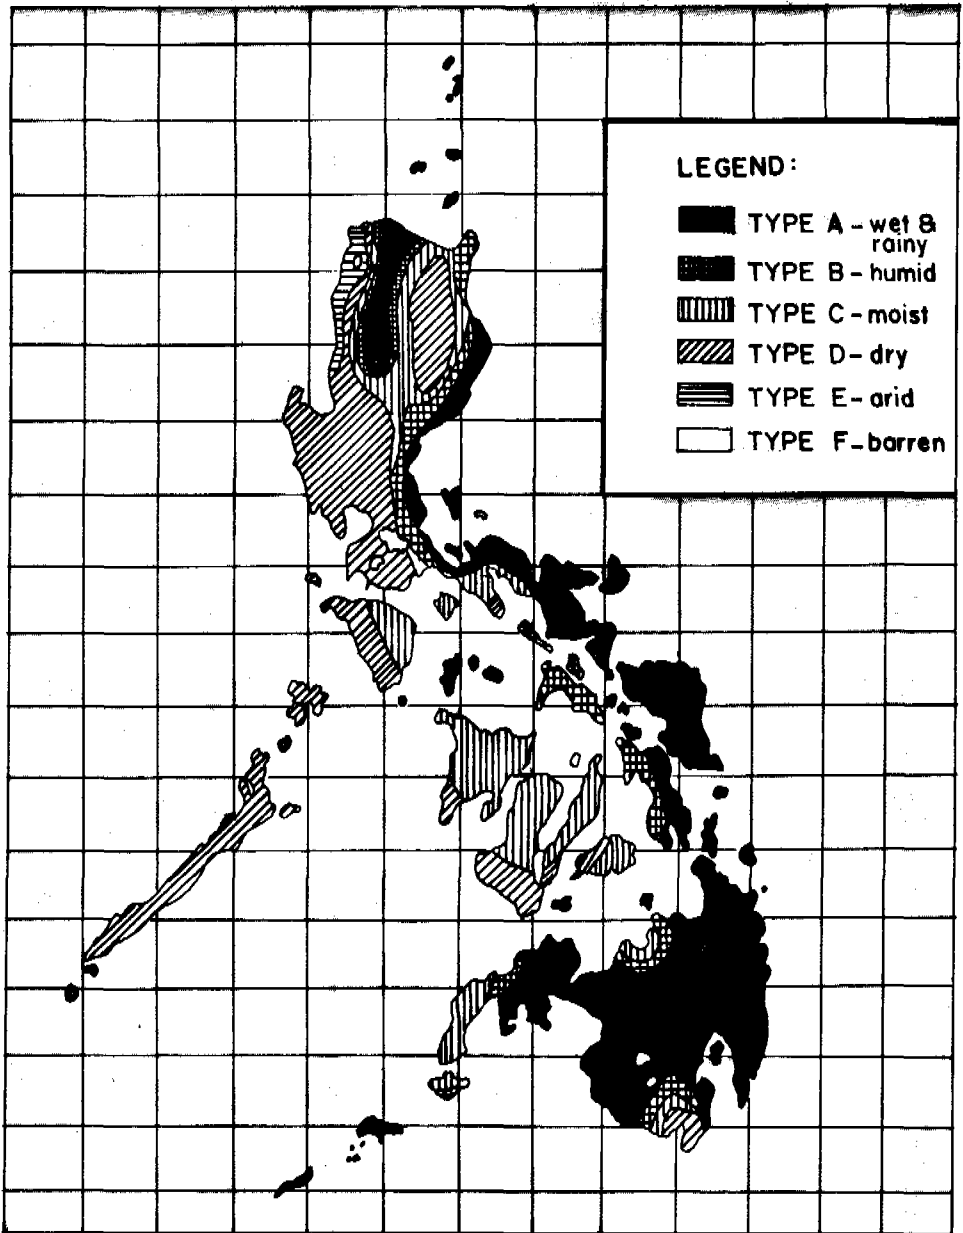 LEGEND:
TYPE A - wet &
rainy
TYPE B - humid
TYPE C - moist
TYPE D - dry
TYPE E - arid
TYPE F - barren